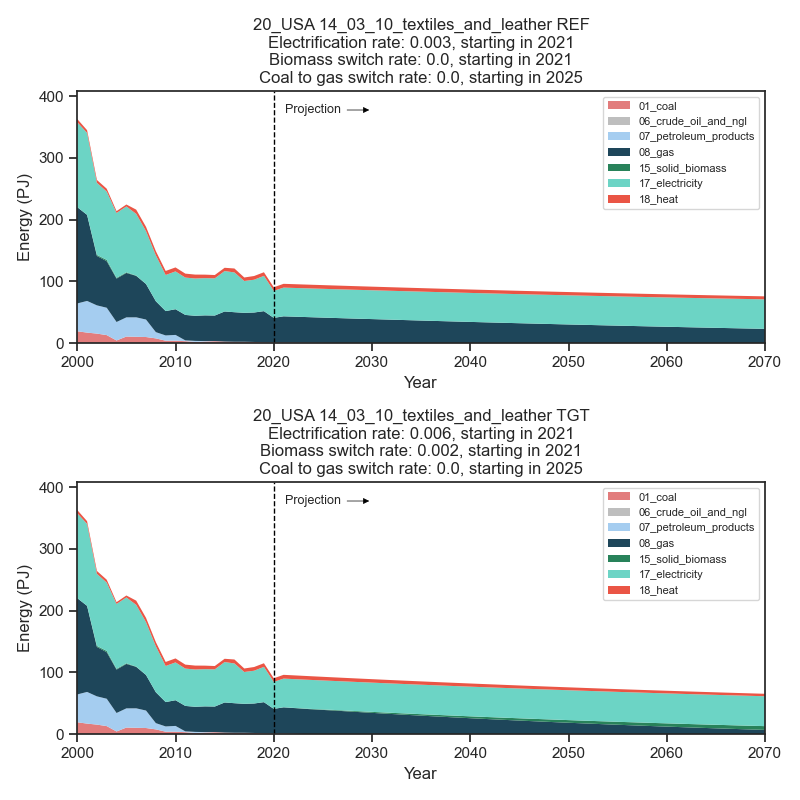 20_USA 14_03_10_textiles_and_leather REF
Electrification rate: 0.003, starting in 2021
Biomass switch rate: 0.0, starting in 2021
Coal to gas switch rate: 0.0, starting in 2025
Projection
01_coal
06_crude_oil_and_ngl
07_petroleum_products
08_gas
15_solid_biomass
17_electricity
18_heat
Energy (PJ)
400
300
200
100
0
2000 2010 2020 2030 2040 2050 2060 2070
Year
20_USA 14_03_10_textiles_and_leather TGT
Electrification rate: 0.006, starting in 2021
Biomass switch rate: 0.002, starting in 2021
Coal to gas switch rate: 0.0, starting in 2025
Projection
01_coal
06_crude_oil_and_ngl
07_petroleum_products
08_gas
15_solid_biomass
17_electricity
18_heat
Energy (PJ)
400
300
200
100
0
2000 2010 2020 2030 2040 2050 2060 2070
Year